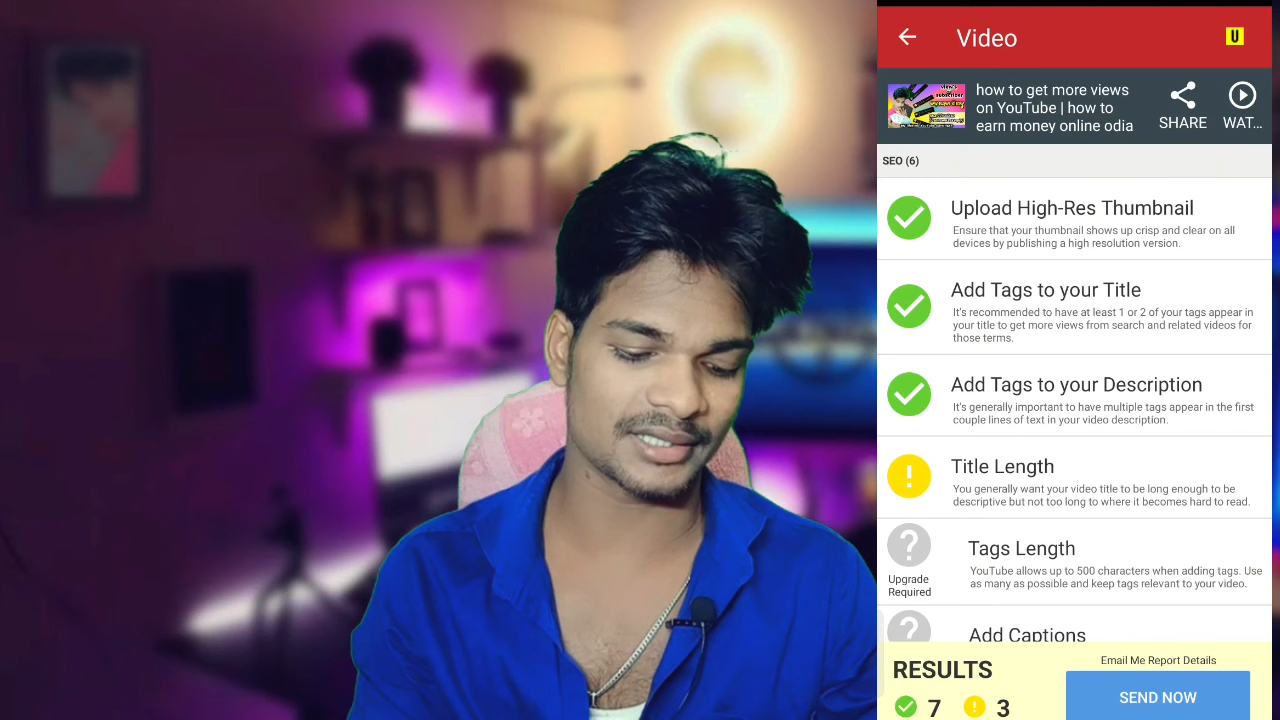 Video
U
how to get more views
on YouTube | how to
earn money online odia
SHARE
WAT...
SEO (6)
Upload High-Res Thumbnail
Ensure that your thumbnail shows up crisp and clear on all
devices by publishing a high resolution version.
Add Tags to your Title
It's recommended to have at least 1 or 2 of your tags appear in
your title to get more views from search and related videos for
those terms.
Add Tags to your Description
It's generally important to have multiple tags appear in the first
couple lines of text in your video description.
Title Length
You generally want your video title to be long enough to be
descriptive but not too long to where it becomes hard to read.
Upgrade
Required
Tags Length
YouTube allows up to 500 characters when adding tags. Use
as many as possible and keep tags relevant to your video.
Add Captions
RESULTS
7
3
Email Me Report Details
SEND NOW